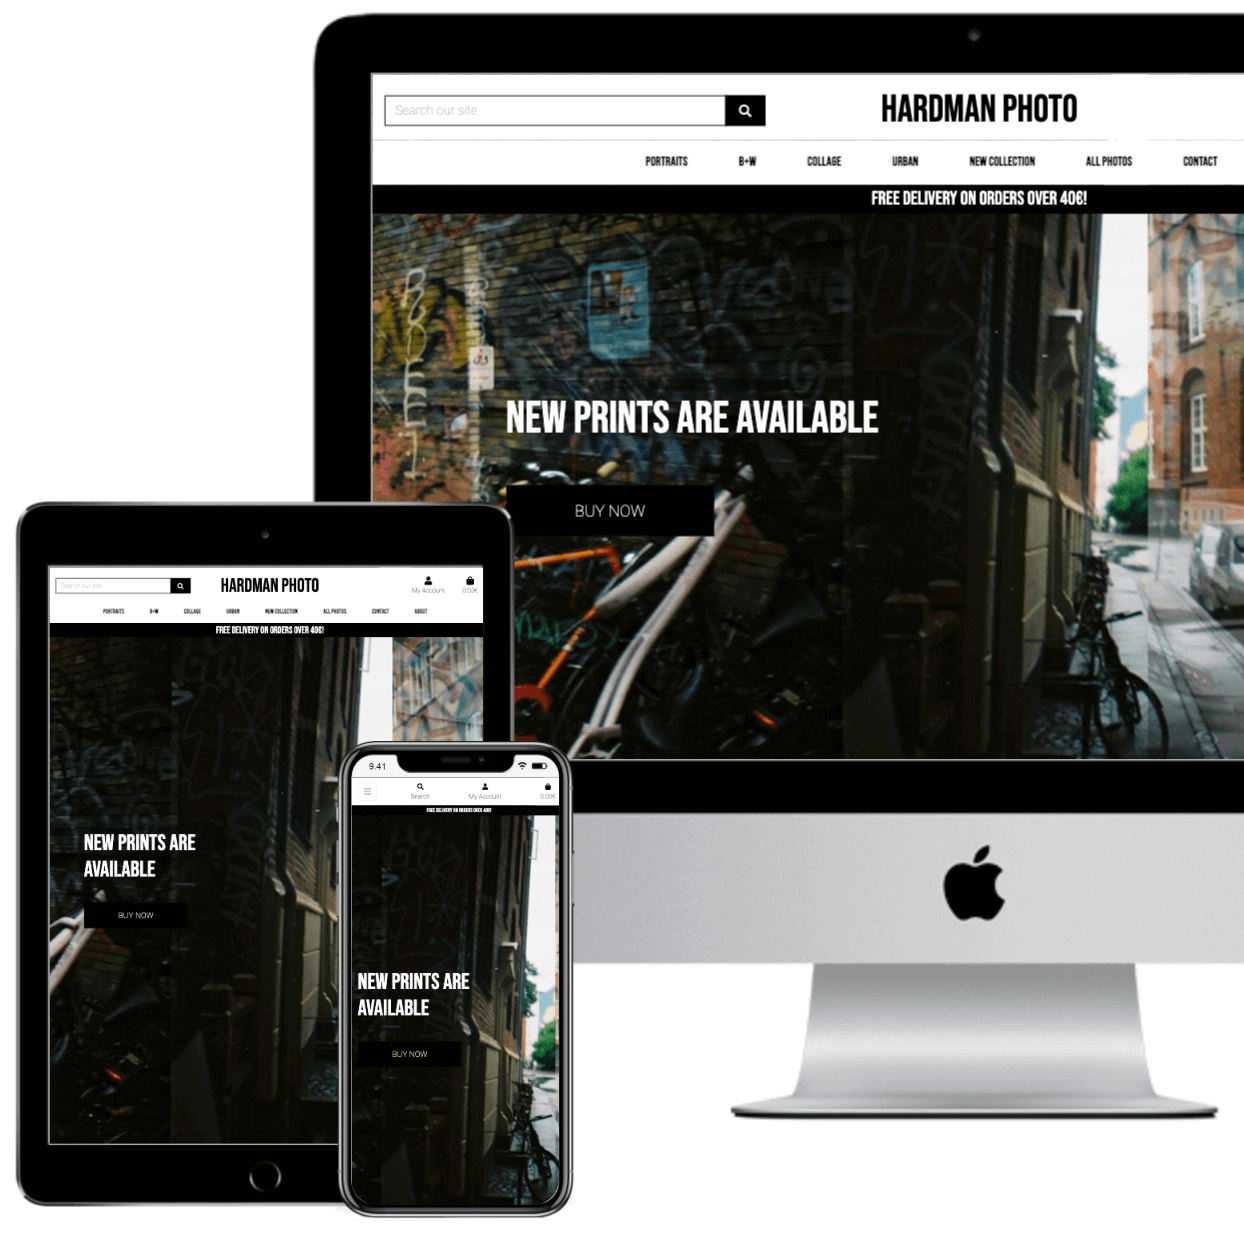 Search our site
HARDMAN PHOTO
PORTRAITS B+W COLLAGE URBAN NEW COLLECTION ALL PHOTOS CONTACT
FREE DELIVERY ON ORDERS OVER 40€!
NEW PRINTS ARE AVAILABLE
BUY NOW
Search our site
HARDMAN PHOTO
My Account 0.00€
PORTRAITS B+W COLLAGE URBAN NEW COLLECTION ALL PHOTOS CONTACT ABOUT
FREE DELIVERY ON ORDERS OVER 40€!
NEW PRINTS ARE
AVAILABLE
BUY NOW
9.41
Search My Account 0.00€
FREE DELIVERY ON ORDERS OVER 40€!
NEW PRINTS ARE
AVAILABLE
BUY NOW